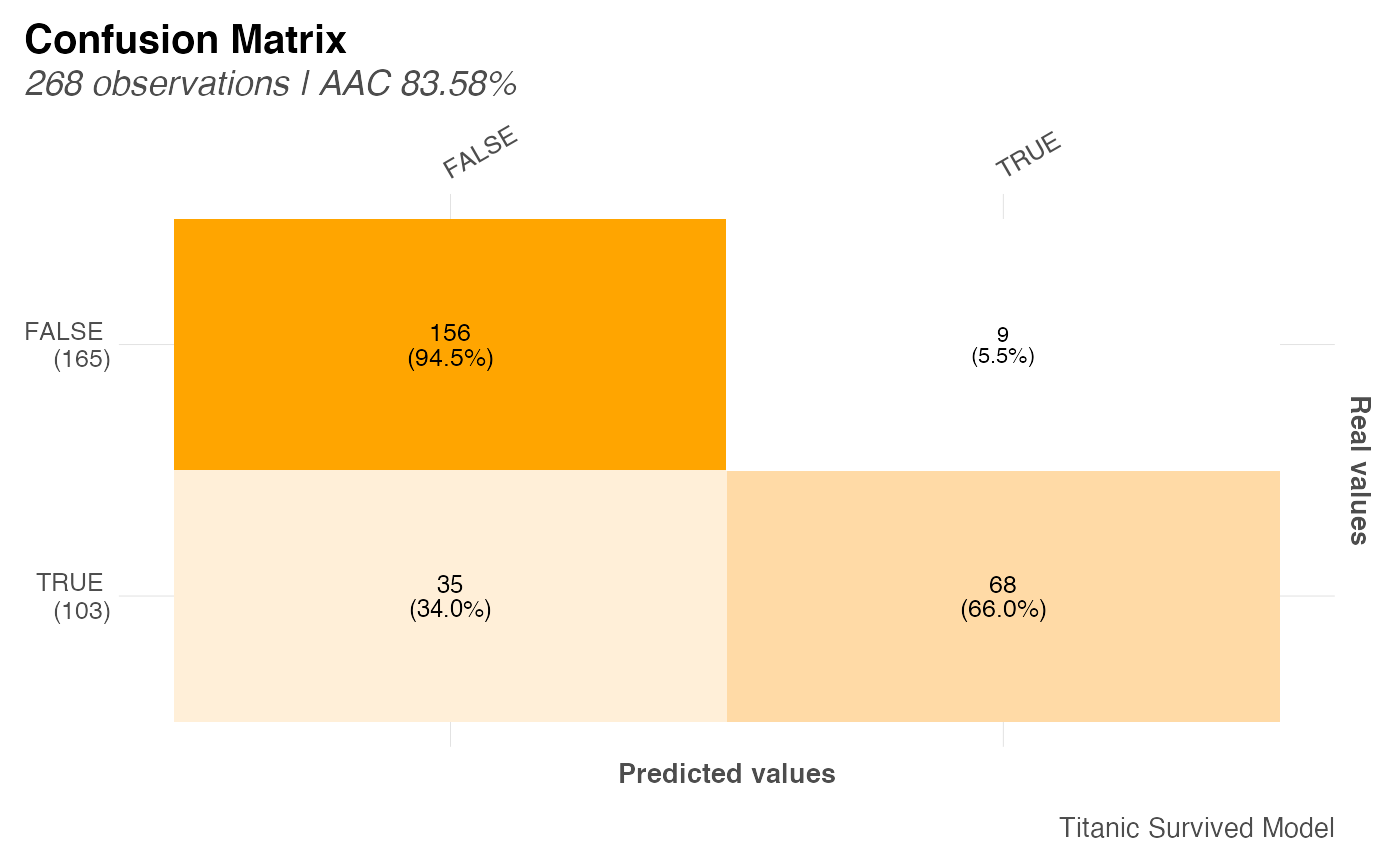 Confusion Matrix
268 observations | AAC 83.58%
FALSE
TRUE
FALSE
(165)
156
(94.5%)
9
(5.5%)
TRUE
(103)
35
(34.0%)
68
(66.0%)
Real values
Predicted values
Titanic Survived Model